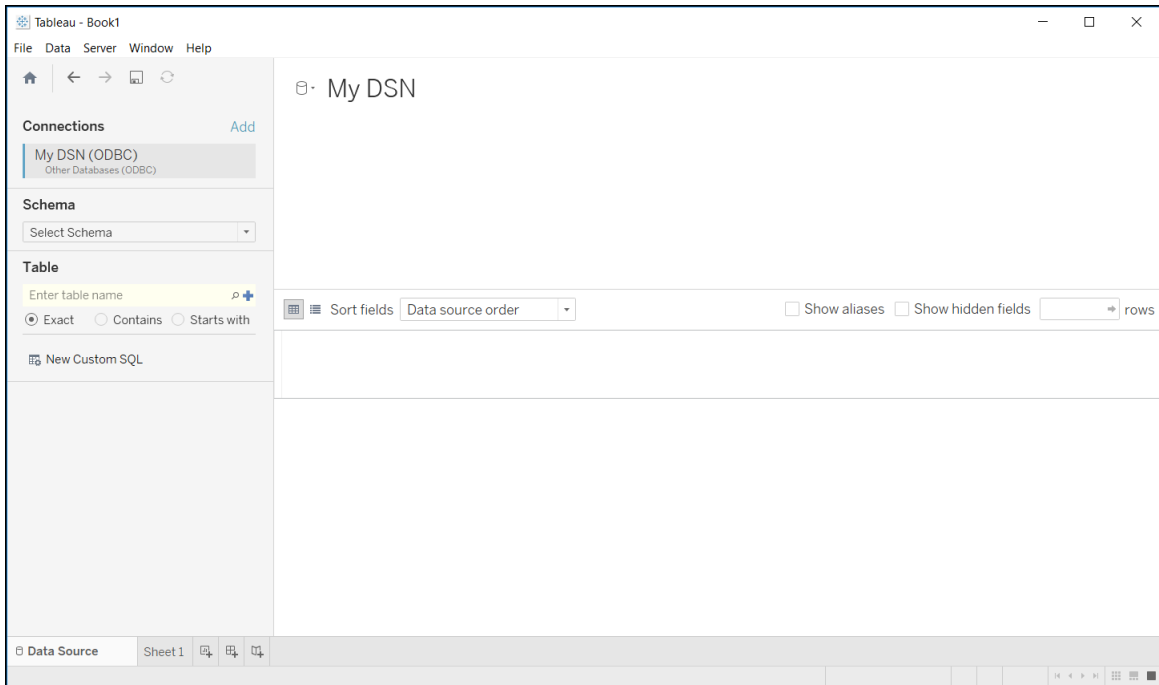 Tableau - Book1
File Data Server Window Help
My DSN
Connections Add
My DSN (ODBC)
Other Databases (ODBC)
Schema
Select Schema
Table
Enter table name
Exact Contains Starts with
New Custom SQL
Sort fields Data source order Show aliases Show hidden fields rows
Data Source Sheet 1